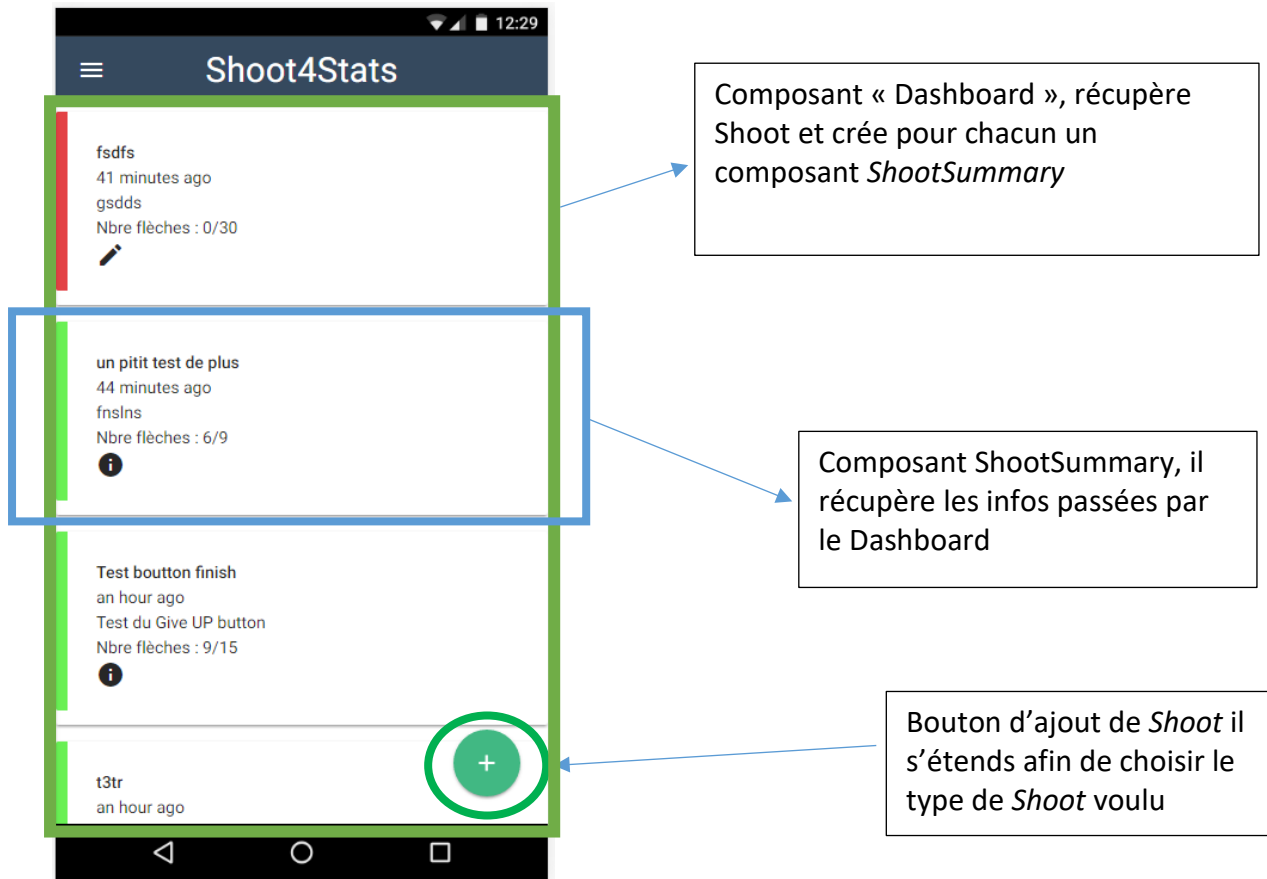 12:29
Shoot4Stats
fsdfs
41 minutes ago
gsdds
Nbre flèches : 0/30
un pitit test de plus
44 minutes ago
fnslns
Nbre flèches : 6/9
Test boutton finish
an hour ago
Test du Give UP button
Nbre flèches : 9/15
t3tr
an hour ago
+
Composant « Dashboard », récupère
Shoot et crée pour chacun un
composant ShootSummary
Composant ShootSummary, il
récupère les infos passées par
le Dashboard
Bouton d’ajout de Shoot il
s’étends afin de choisir le
type de Shoot voulu